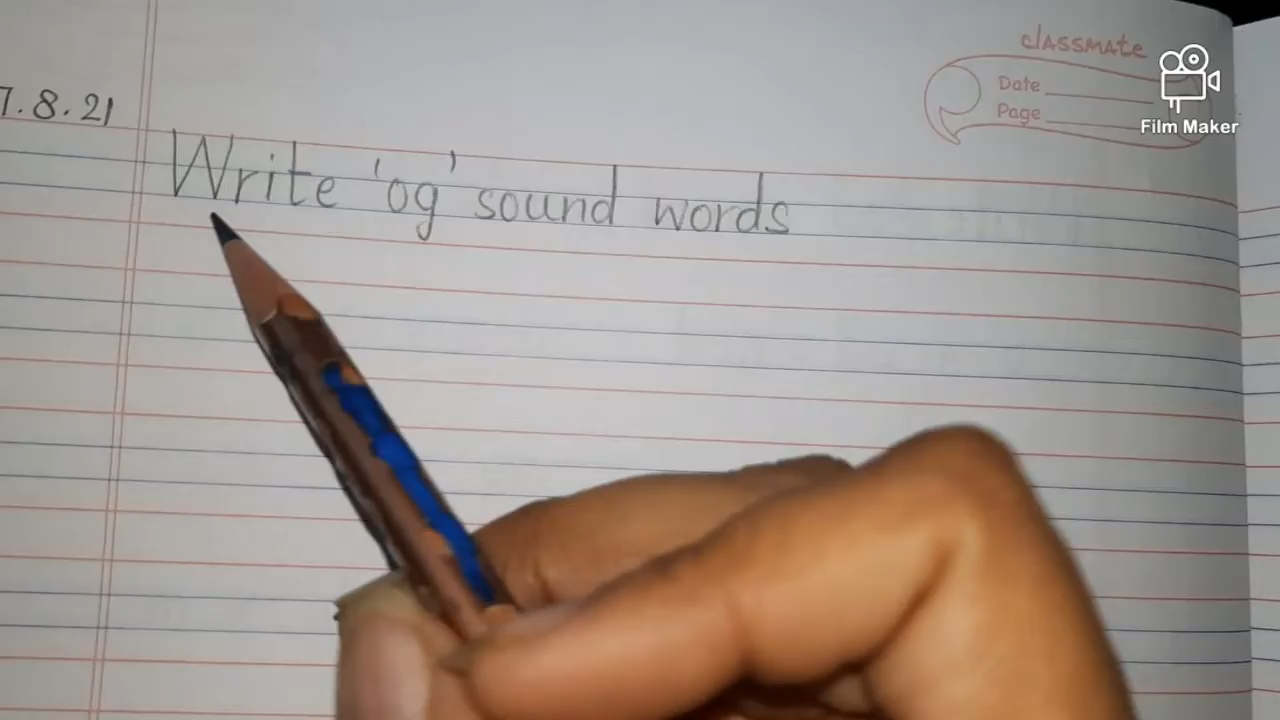 classmate
Date
Page
Film Maker
7.8.21
Write 'og' sound words